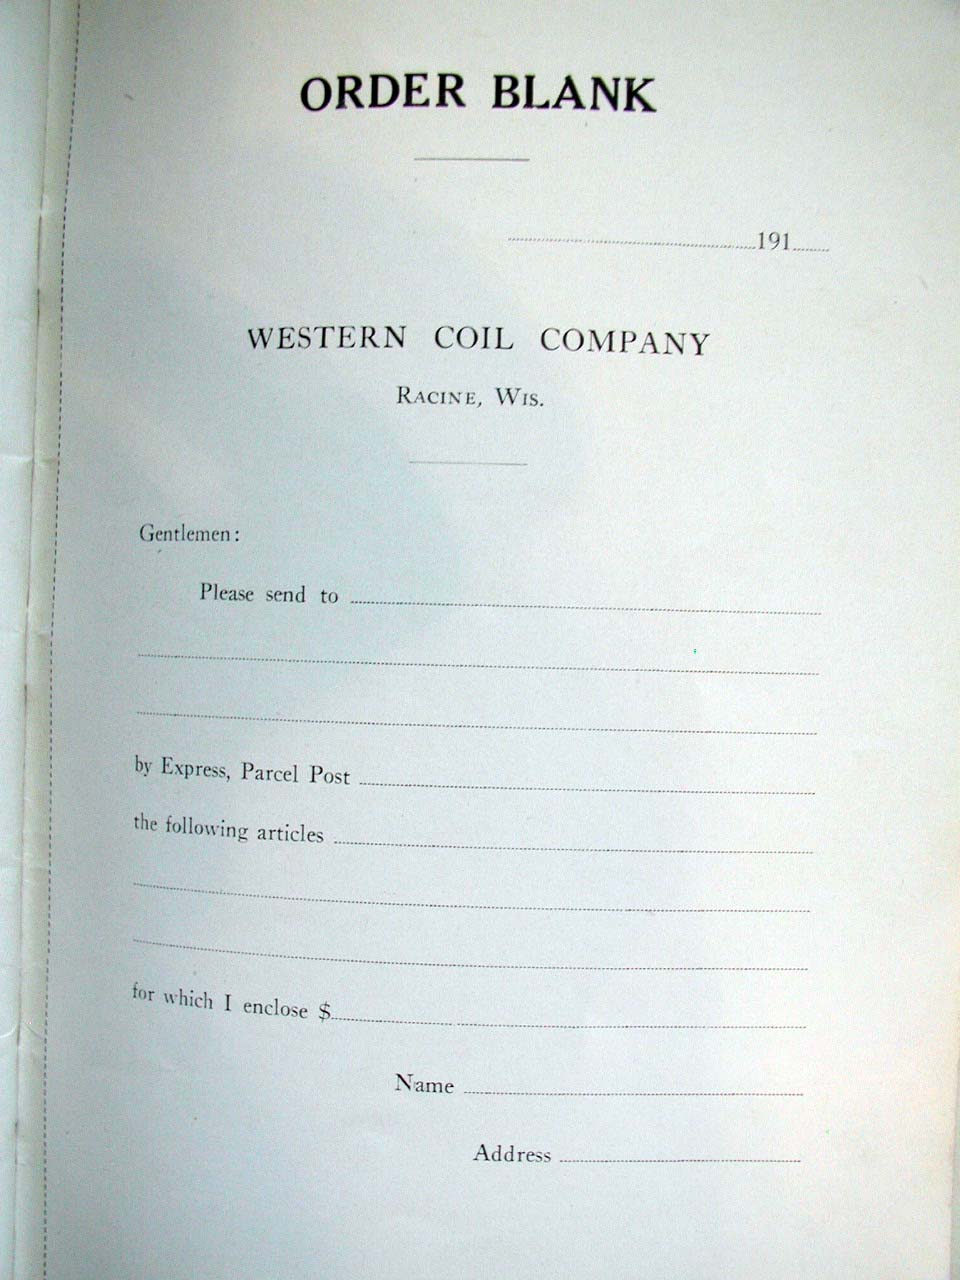 ORDER BLANK
191
WESTERN COIL COMPANY
RACINE, WIS.
Gentlemen:
Please send to
by Express, Parcel Post
the following articles
for which I enclose $
Name
Address